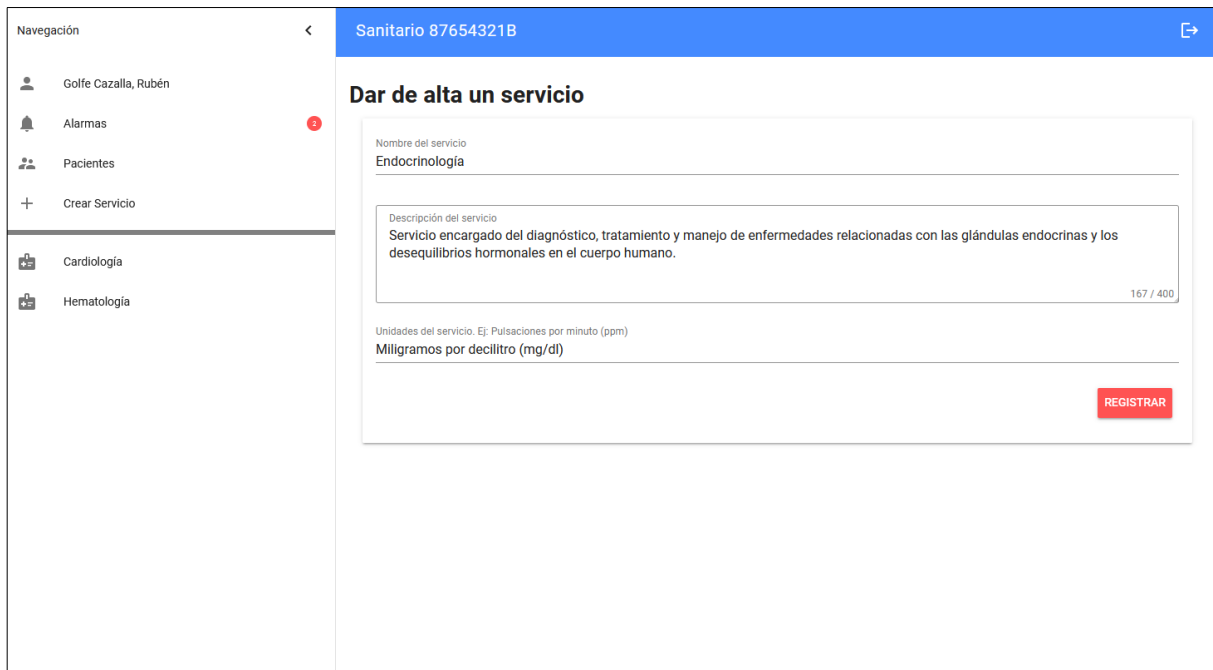 Navegación
Sanitario 87654321B
Golfe Cazalla, Rubén
Alarmas
2
Pacientes
Crear Servicio
Cardiología
Hematología
Dar de alta un servicio
Nombre del servicio
Endocrinología
Descripción del servicio
Servicio encargado del diagnóstico, tratamiento y manejo de enfermedades relacionadas con las glándulas endocrinas y los
desequilibrios hormonales en el cuerpo humano.
167 / 400
Unidades del servicio. Ej: Pulsaciones por minuto (ppm)
Miligramos por decilitro (mg/dl)
REGISTRAR